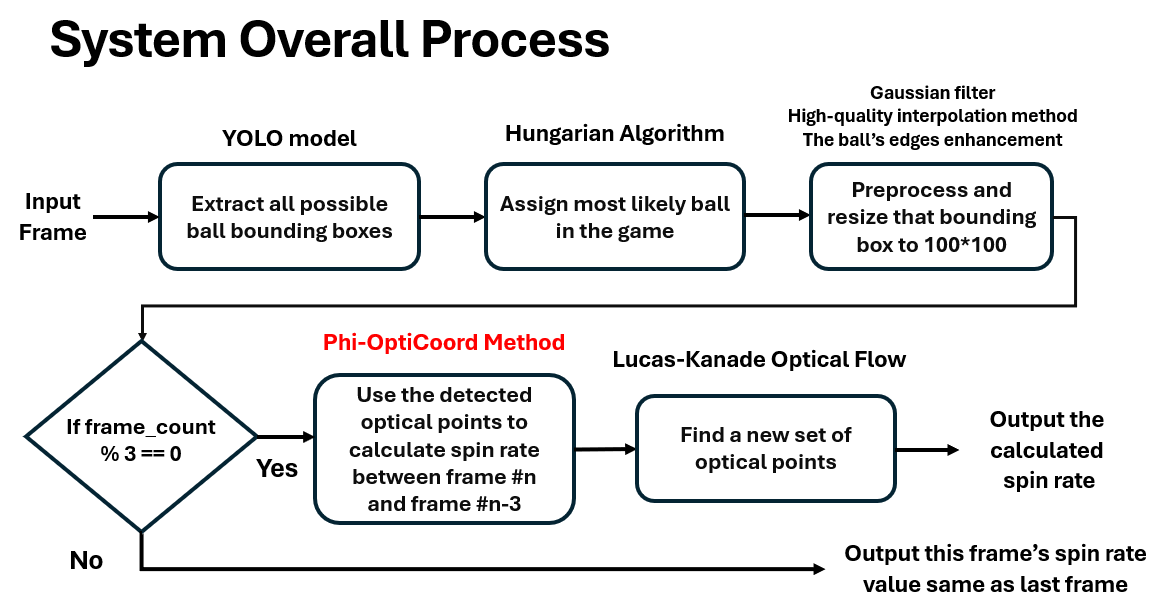 System Overall Process
Gaussian filter
High-quality interpolation method
The ball's edges enhancement
YOLO model
Hungarian Algorithm
Input
Frame
Extract all possible
ball bounding boxes
Assign most likely ball
in the game
Preprocess and
resize that bounding
box to 100*100
Phi-OptiCoord Method
Lucas-Kanade Optical Flow
If frame_count
% 3 == 0
Yes
Use the detected
optical points to
calculate spin rate
between frame #n
and frame #n-3
Find a new set of
optical points
Output the
calculated
spin rate
No
Output this frame's spin rate
value same as last frame